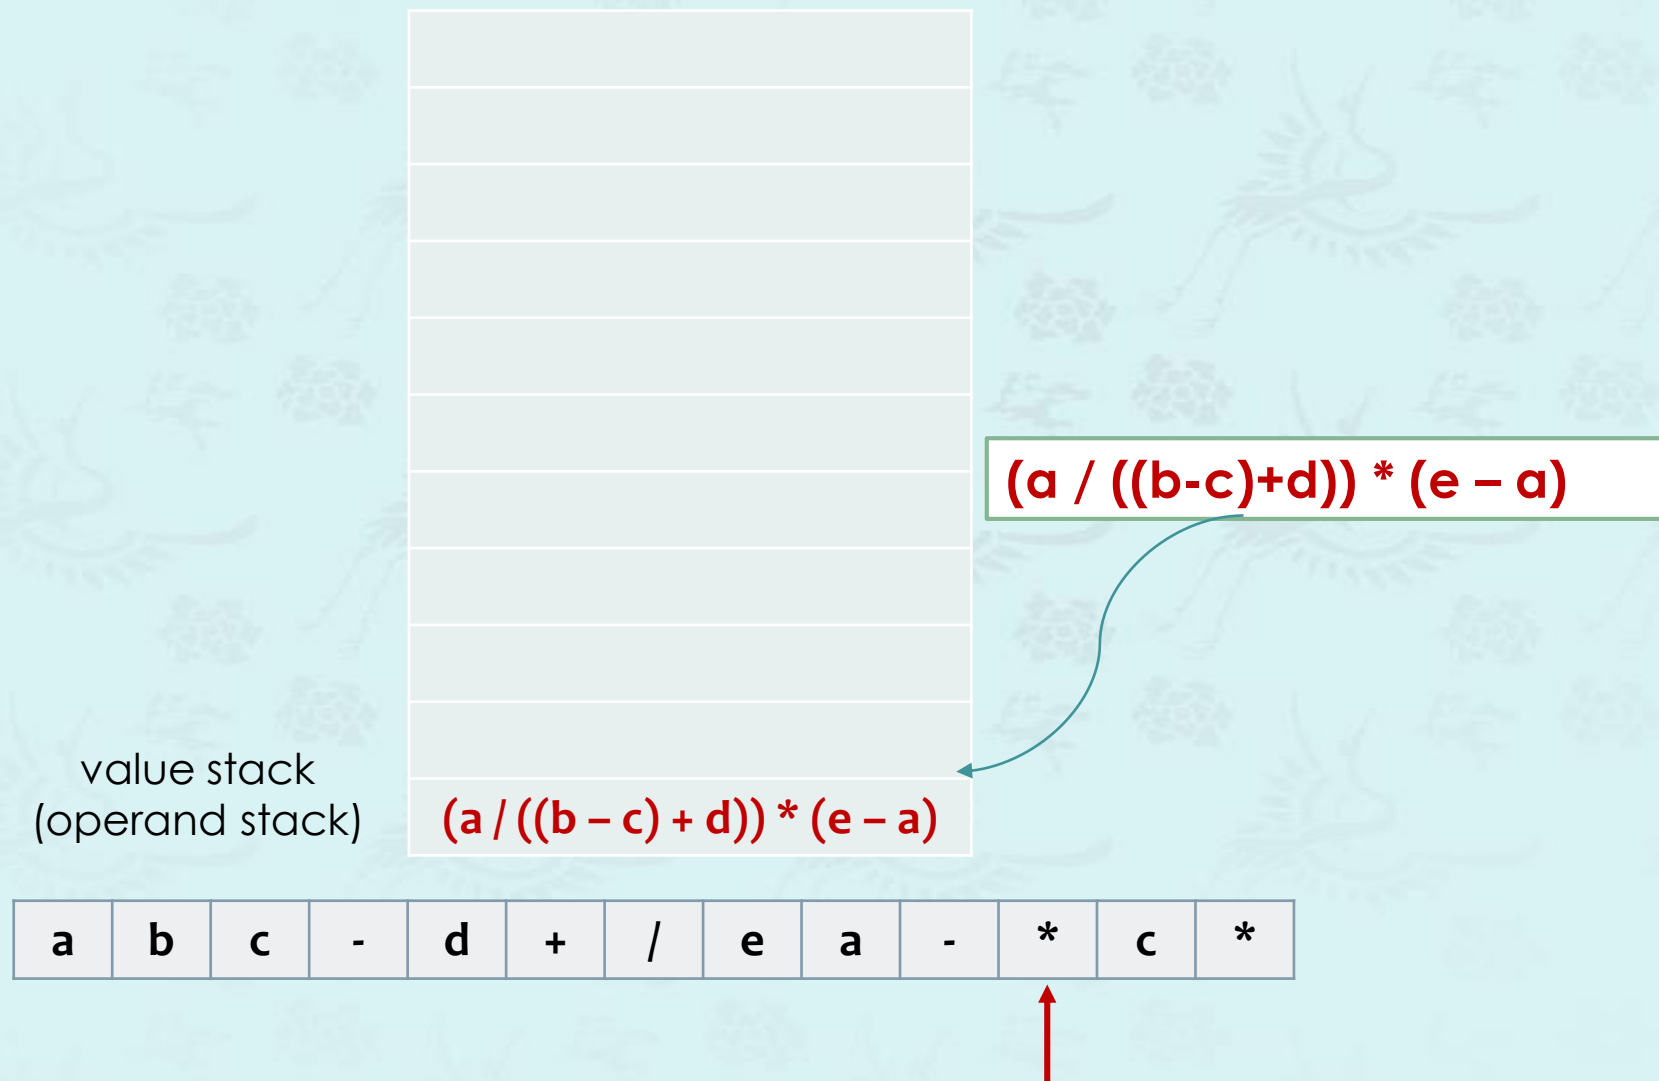 (a / ((b-c)+d)) * (e – a)
value stack
(operand stack)
(a / ((b – c) + d)) * (e – a)
a b c - d + / e a - * c *